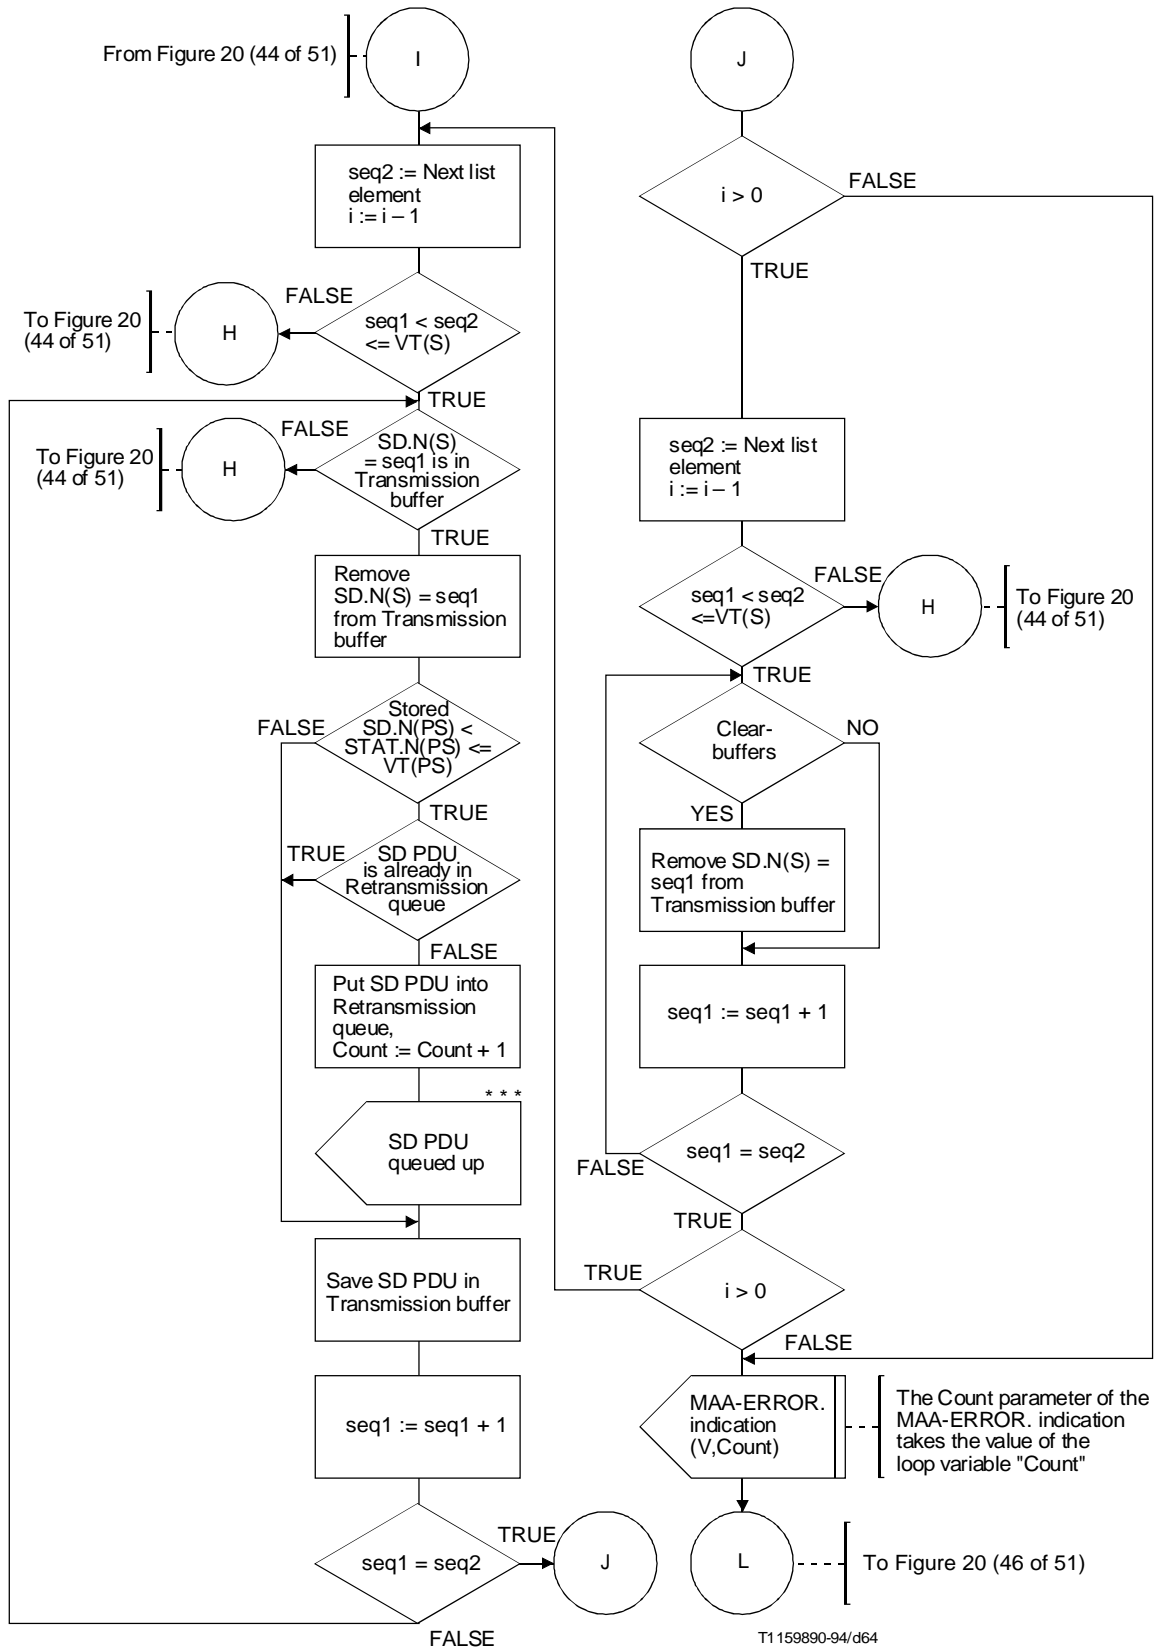 From Figure 20 (44 of 51)
I
seq2 := Next list
element
i := i – 1
FALSE
seq1 < seq2
<= VT(S)
To Figure 20
(44 of 51)
H
TRUE
FALSE
SD.N(S)
= seq1 is in
Transmission
buffer
To Figure 20
(44 of 51)
H
TRUE
Remove
SD.N(S) = seq1
from Transmission
buffer
FALSE
Stored
SD.N(PS) <
STAT.N(PS) <=
VT(PS)
TRUE
TRUE
SD PDU
is already in
Retransmission
queue
FALSE
Put SD PDU into
Retransmission
queue,
Count := Count + 1
* * *
SD PDU
queued up
Save SD PDU in
Transmission buffer
seq1 := seq1 + 1
seq1 = seq2
TRUE
J
FALSE
J
i > 0
FALSE
TRUE
seq2 := Next list
element
i := i – 1
seq1 < seq2
<=VT(S)
FALSE
H
To Figure 20
(44 of 51)
TRUE
Clear-
buffers
NO
YES
Remove SD.N(S) =
seq1 from
Transmission buffer
seq1 := seq1 + 1
seq1 = seq2
FALSE
TRUE
TRUE
i > 0
FALSE
MAA-ERROR.
indication
(V,Count)
The Count parameter of the
MAA-ERROR. indication
takes the value of the
loop variable "Count"
L
To Figure 20 (46 of 51)
T1159890-94/d64